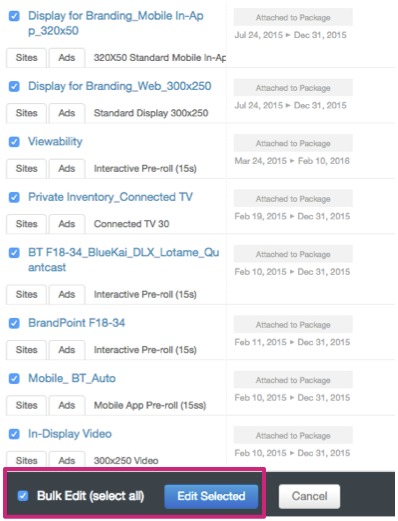 Display for Branding_Mobile In-Ap
p_320x50
Attached to Package
Jul 24, 2015 ▸ Dec 31, 2015
Sites Ads 320X50 Standard Mobile In-Ap
Display for Branding_Web_300x250
Attached to Package
Jul 24, 2015 ▸ Dec 31, 2015
Sites Ads Standard Display 300x250
Viewability
Attached to Package
Mar 24, 2015 ▸ Feb 10, 2016
Sites Ads Interactive Pre-roll (15s)
Private Inventory_Connected TV
Attached to Package
Feb 19, 2015 ▸ Dec 31, 2015
Sites Ads Connected TV 30
BT F18-34_BlueKai_DLX_Lotame_Qu
antcast
Attached to Package
Feb 10, 2015 ▸ Dec 31, 2015
Sites Ads Interactive Pre-roll (15s)
BrandPoint F18-34
Attached to Package
Feb 11, 2015 ▸ Dec 31, 2015
Sites Ads Interactive Pre-roll (15s)
Mobile_ BT_Auto
Attached to Package
Feb 10, 2015 ▸ Dec 31, 2015
Sites Ads Mobile App Pre-roll (15ss)
In-Display Video
Attached to Package
Feb 10, 2015 ▸ Dec 31, 2015
Sites Ads 300x250 Video
Bulk Edit (select all) Edit Selected Cancel